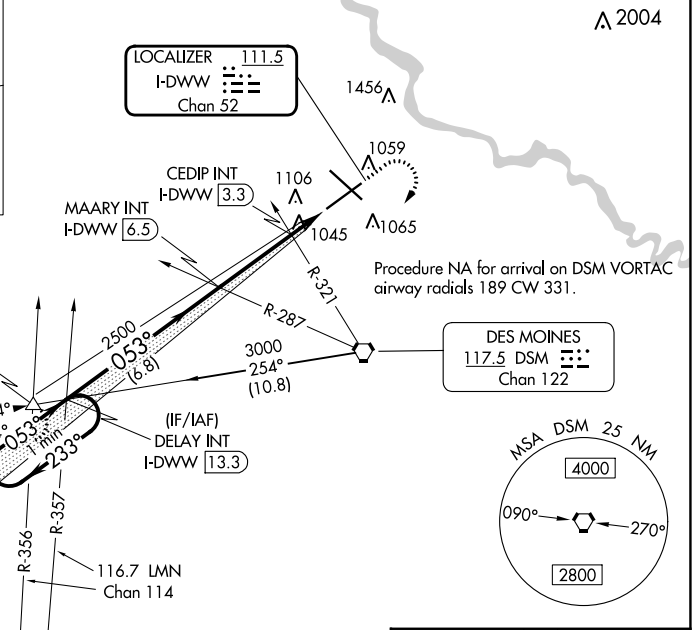 2004
LOCALIZER 111.5
I-DWW
Chan 52
1456
1059
CEDIP INT
I-DWW 3.3
1106
MAARY INT
I-DWW 6.5
1045
1065
Procedure NA for arrival on DSM VORTAC
airway radials 189 CW 331.
R-321
R-287
2500
053°
(6.8)
3000
254°
(10.8)
DES MOINES
117.5 DSM
Chan 122
(IF/IAF)
DELAY INT
I-DWW 13.3
053°
1 min
233°
R-356
R-357
116.7 LMN
Chan 114
MSA DSM 25 NM
4000
090°
270°
2800